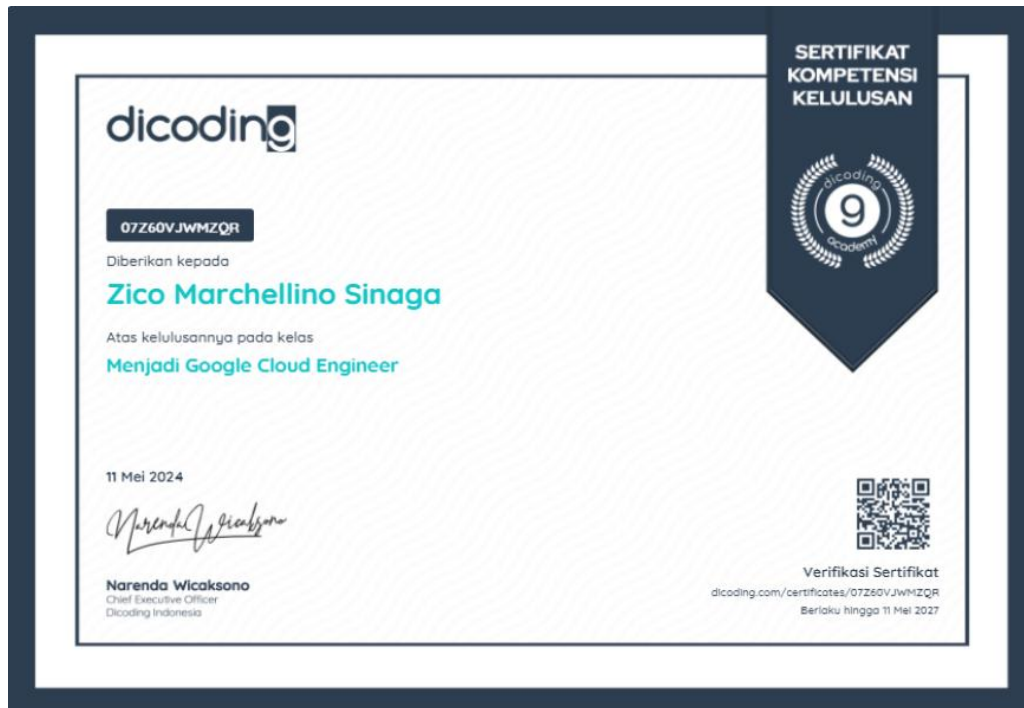 SERTIFIKAT
KOMPETENSI
KELULUSAN
dicoding
dicoding
9
academy
07Z60VJWMZQR
Diberikan kepada
Zico Marchellino Sinaga
Atas kelulusannya pada kelas
Menjadi Google Cloud Engineer
11 Mei 2024
Narenda Wicaksono
Narenda Wicaksono
Chief Executive Officer
Dicoding Indonesia
Verifikasi Sertifikat
dicoding.com/certificates/07Z60VJWMZQR
Berlaku hingga 11 Mei 2027